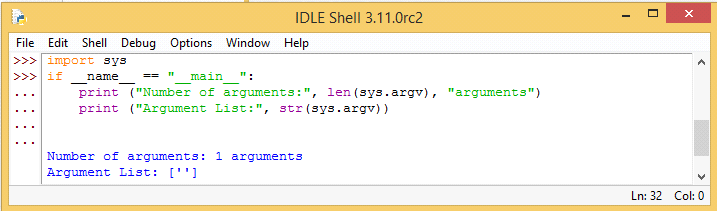 IDLE Shell 3.11.0rc2
File Edit Shell Debug Options Window Help
>>> import sys
>>> if __name__ == "__main__":
...     print ("Number of arguments:", len(sys.argv), "arguments")
...     print ("Argument List:", str(sys.argv))
...
...
Number of arguments: 1 arguments
Argument List: ['']
Ln: 32 Col: 0